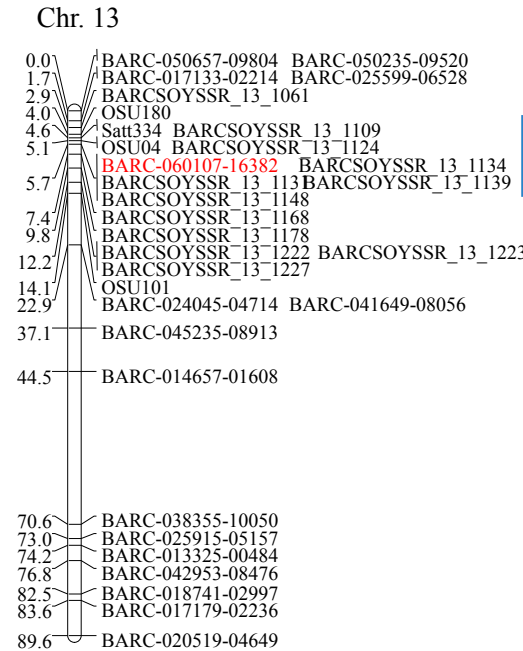 Chr. 13
0.0 BARC-050657-09804 BARC-050235-09520
1.7 BARC-017133-02214 BARC-025599-06528
2.9 BARCSOYSSR_13_1061
4.0 OSU180
4.6 Satt334 BARCSOYSSR_13_1109
5.1 OSU04 BARCSOYSSR_13_1124
BARC-060107-16382 BARCSOYSSR_13_1134
5.7 BARCSOYSSR_13_1131 BARCSOYSSR_13_1139
BARCSOYSSR_13_1148
7.4 BARCSOYSSR_13_1168
9.8 BARCSOYSSR_13_1178
12.2 BARCSOYSSR_13_1222 BARCSOYSSR_13_1223
BARCSOYSSR_13_1227
14.1 OSU101
22.9 BARC-024045-04714 BARC-041649-08056
37.1 BARC-045235-08913
44.5 BARC-014657-01608
70.6 BARC-038355-10050
73.0 BARC-025915-05157
74.2 BARC-013325-00484
76.8 BARC-042953-08476
82.5 BARC-018741-02997
83.6 BARC-017179-02236
89.6 BARC-020519-04649